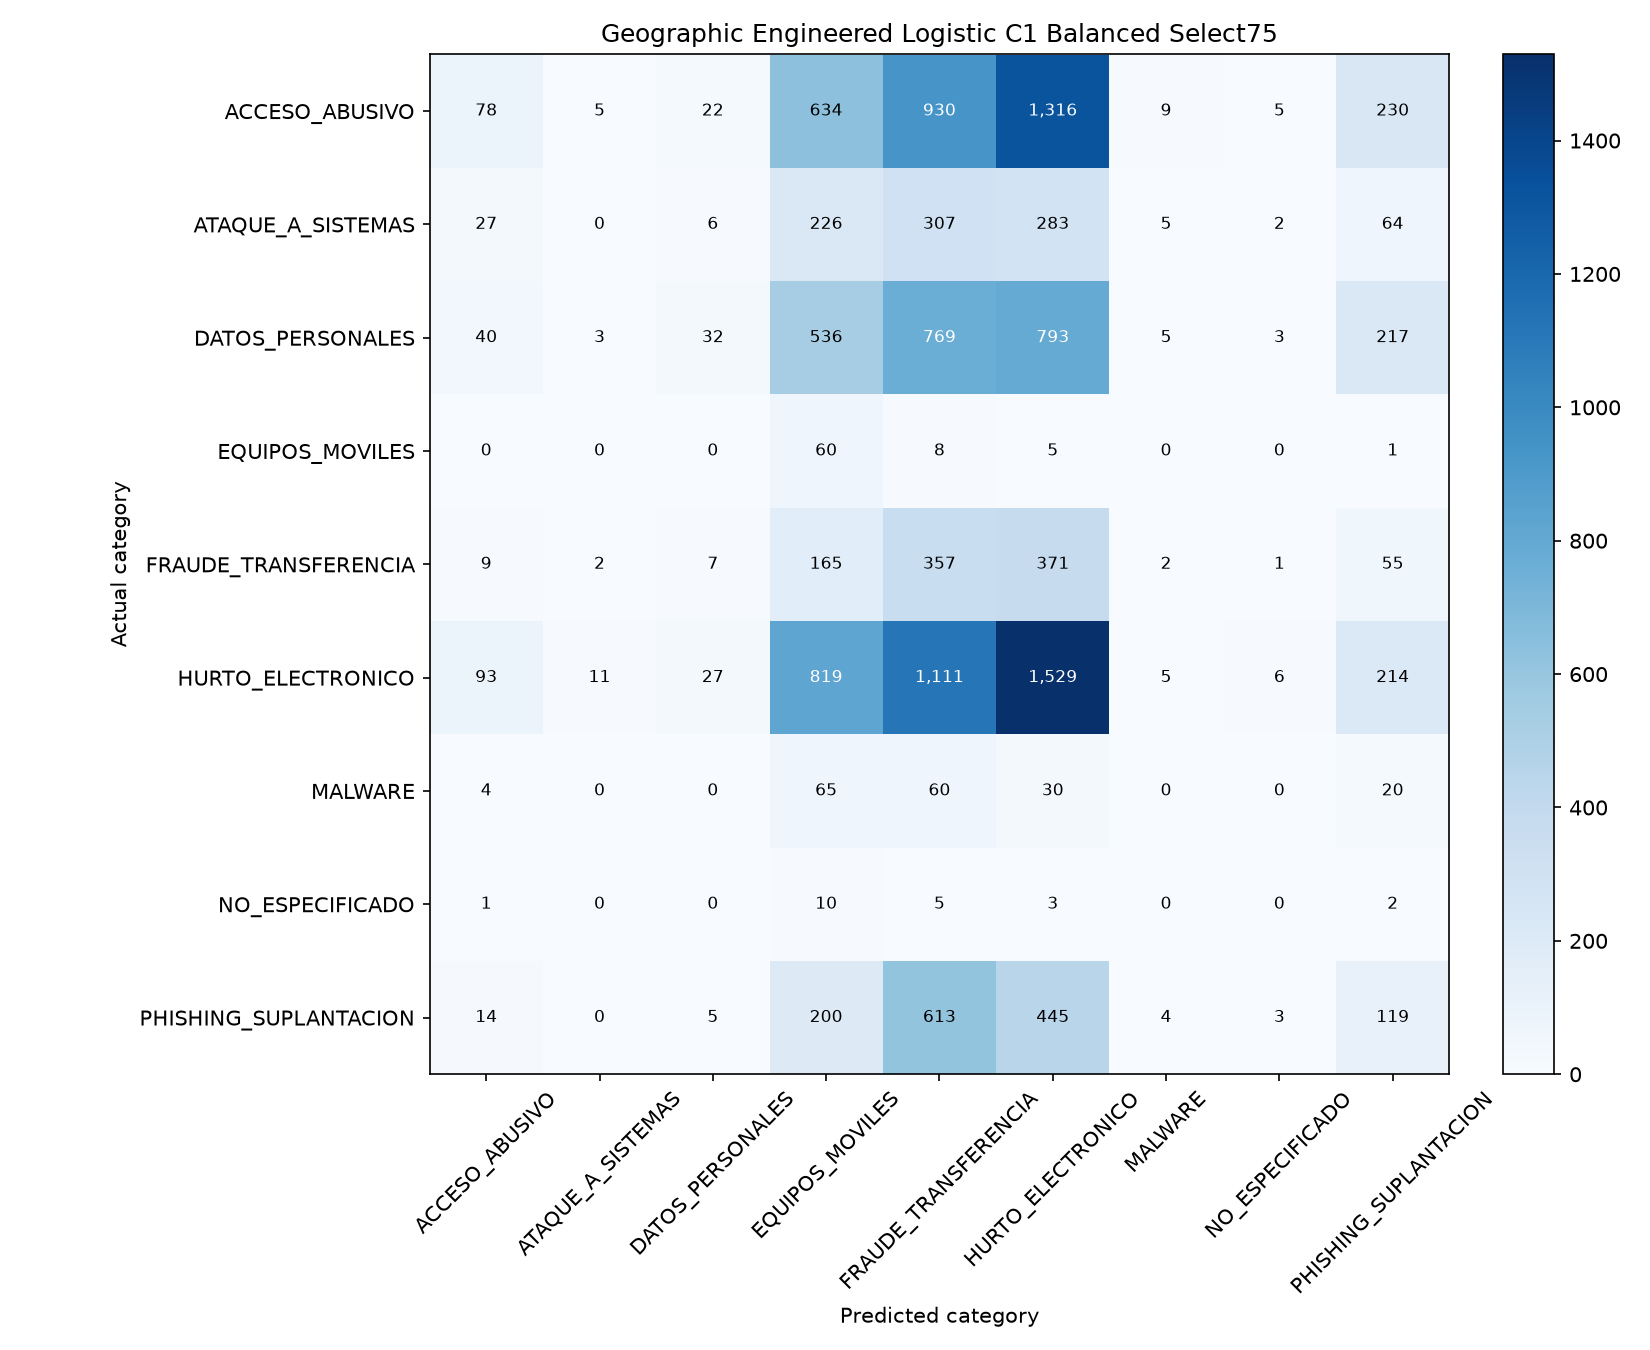 Geographic Engineered Logistic C1 Balanced Select75
ACCESO_ABUSIVO 78 5 22 634 930 1,316 9 5 230
ATAQUE_A_SISTEMAS 27 0 6 226 307 283 5 2 64
DATOS_PERSONALES 40 3 32 536 769 793 5 3 217
EQUIPOS_MOVILES 0 0 0 60 8 5 0 0 1
FRAUDE_TRANSFERENCIA 9 2 7 165 357 371 2 1 55
HURTO_ELECTRONICO 93 11 27 819 1,111 1,529 5 6 214
MALWARE 4 0 0 65 60 30 0 0 20
NO_ESPECIFICADO 1 0 0 10 5 3 0 0 2
PHISHING_SUPLANTACION 14 0 5 200 613 445 4 3 119
Actual category
ACCESO_ABUSIVO
ATAQUE_A_SISTEMAS
DATOS_PERSONALES
EQUIPOS_MOVILES
FRAUDE_TRANSFERENCIA
HURTO_ELECTRONICO
MALWARE
NO_ESPECIFICADO
PHISHING_SUPLANTACION
Predicted category
1400
1200
1000
800
600
400
200
0